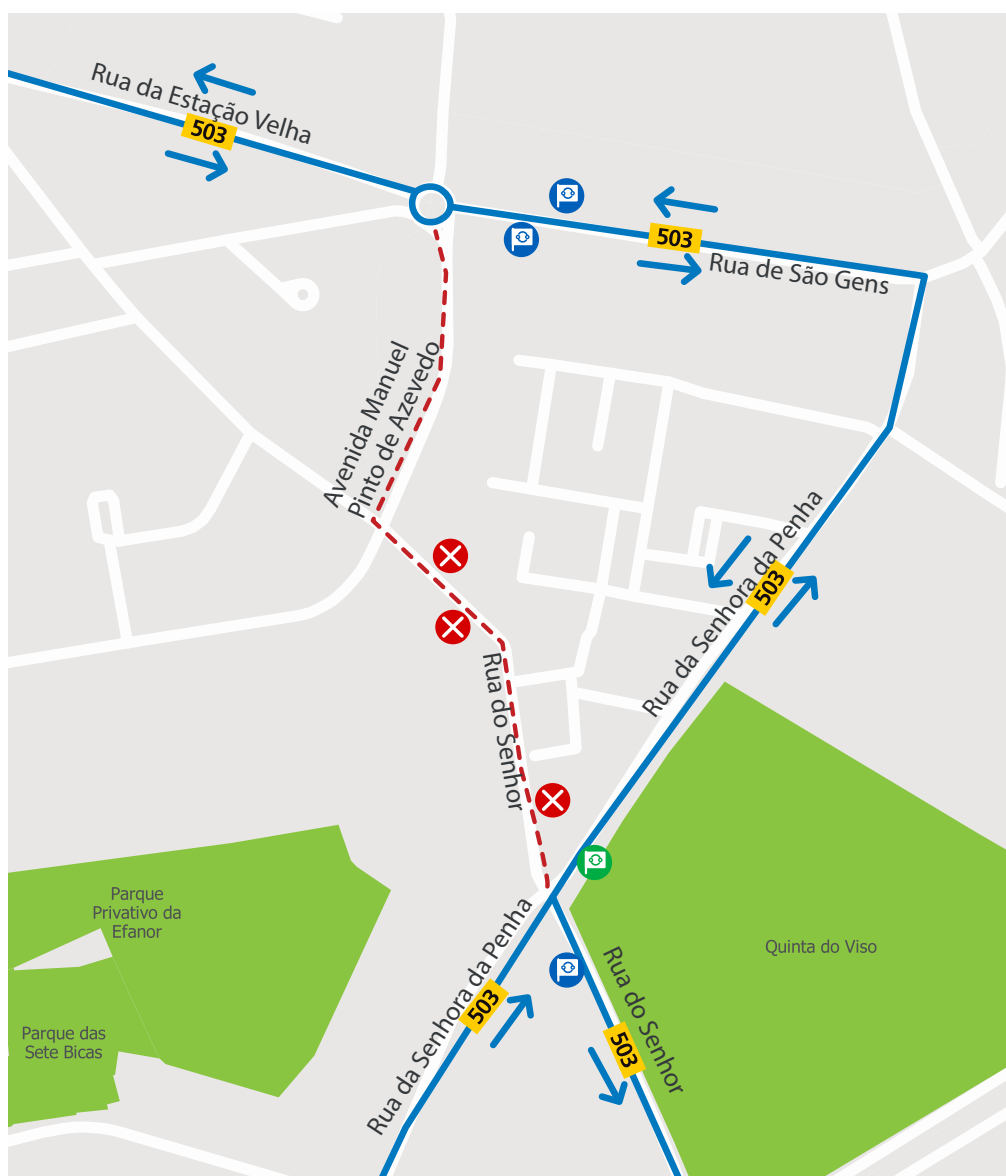 Rua da Estação Velha
503
503
Rua de São Gens
Avenida Manuel
Pinto de Azevedo
Rua da Senhora da Penha
503
Rua do Senhor
Parque
Privativo da
Efanor
Quinta do Viso
Rua da Senhora da Penha
503
Rua do Senhor
503
Parque das
Sete Bicas